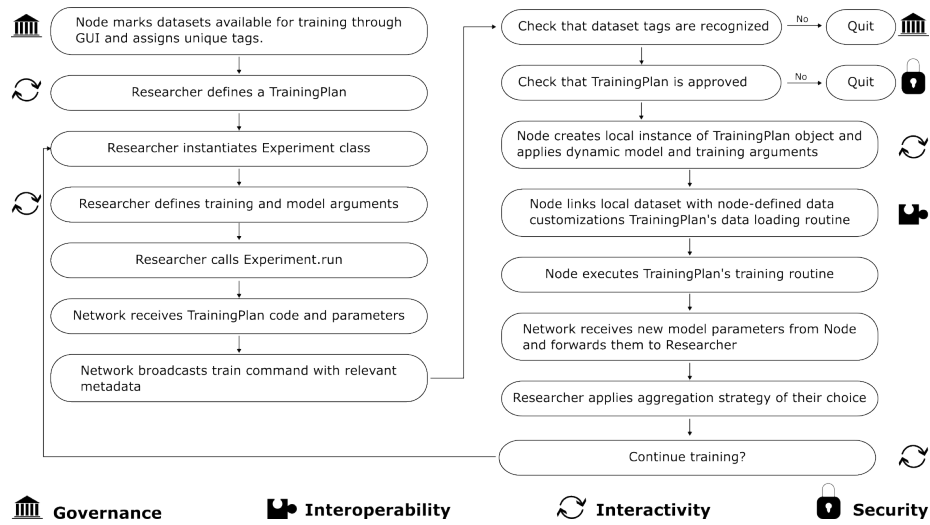 Node marks datasets available for training through
GUI and assigns unique tags.
Researcher defines a TrainingPlan
Researcher instantiates Experiment class
Researcher defines training and model arguments
Researcher calls Experiment.run
Network receives TrainingPlan code and parameters
Network broadcasts train command with relevant
metadata
Check that dataset tags are recognized
No
Quit
Check that TrainingPlan is approved
No
Quit
Node creates local instance of TrainingPlan object and
applies dynamic model and training arguments
Node links local dataset with node-defined data
customizations TrainingPlan's data loading routine
Node executes TrainingPlan's training routine
Network receives new model parameters from Node
and forwards them to Researcher
Researcher applies aggregation strategy of their choice
Continue training?
Governance
Interoperability
Interactivity
Security